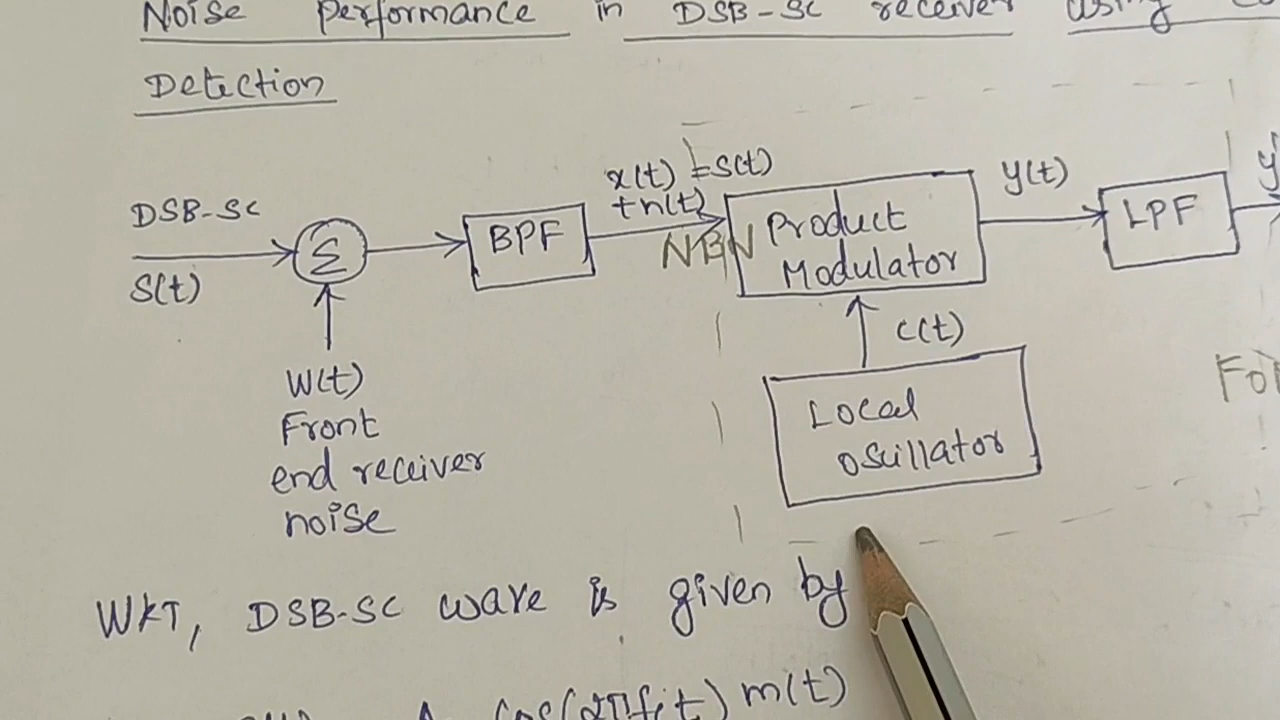 Noise Performance in DSB-SC receiver using
Detection
DSB-SC
S(t)
Σ
W(t)
Front
end receiver
noise
BPF
x(t) = S(t)
+n(t)
NBN
Product
Modulator
c(t)
Local
oscillator
y(t)
LPF
WKT, DSB-SC wave is given by
cos(2πfct) m(t)